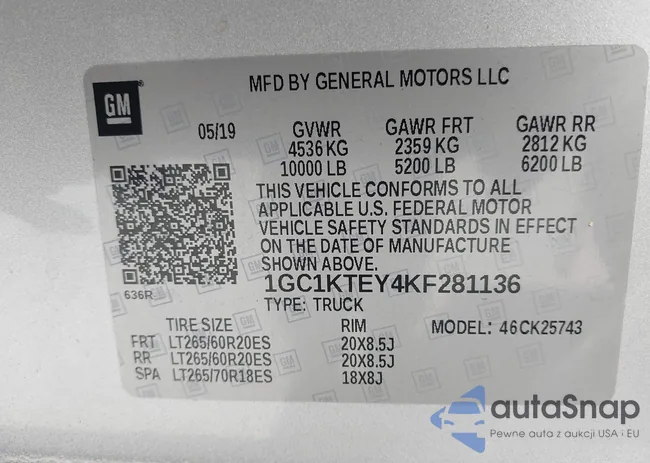 GM
MFD BY GENERAL MOTORS LLC
05/19 GVWR GAWR FRT GAWR RR
4536 KG 2359 KG 2812 KG
10000 LB 5200 LB 6200 LB
THIS VEHICLE CONFORMS TO ALL
APPLICABLE U.S. FEDERAL MOTOR
VEHICLE SAFETY STANDARDS IN EFFECT
ON THE DATE OF MANUFACTURE
SHOWN ABOVE.
636R
1GC1KTEY4KF281136
TYPE: TRUCK
TIRE SIZE RIM MODEL: 46CK25743
FRT LT265/60R20ES 20X8.5J
RR LT265/60R20ES 20X8.5J
SPA LT265/70R18ES 18X8J
autaSnap
Pewne auta z aukcji USA i EU